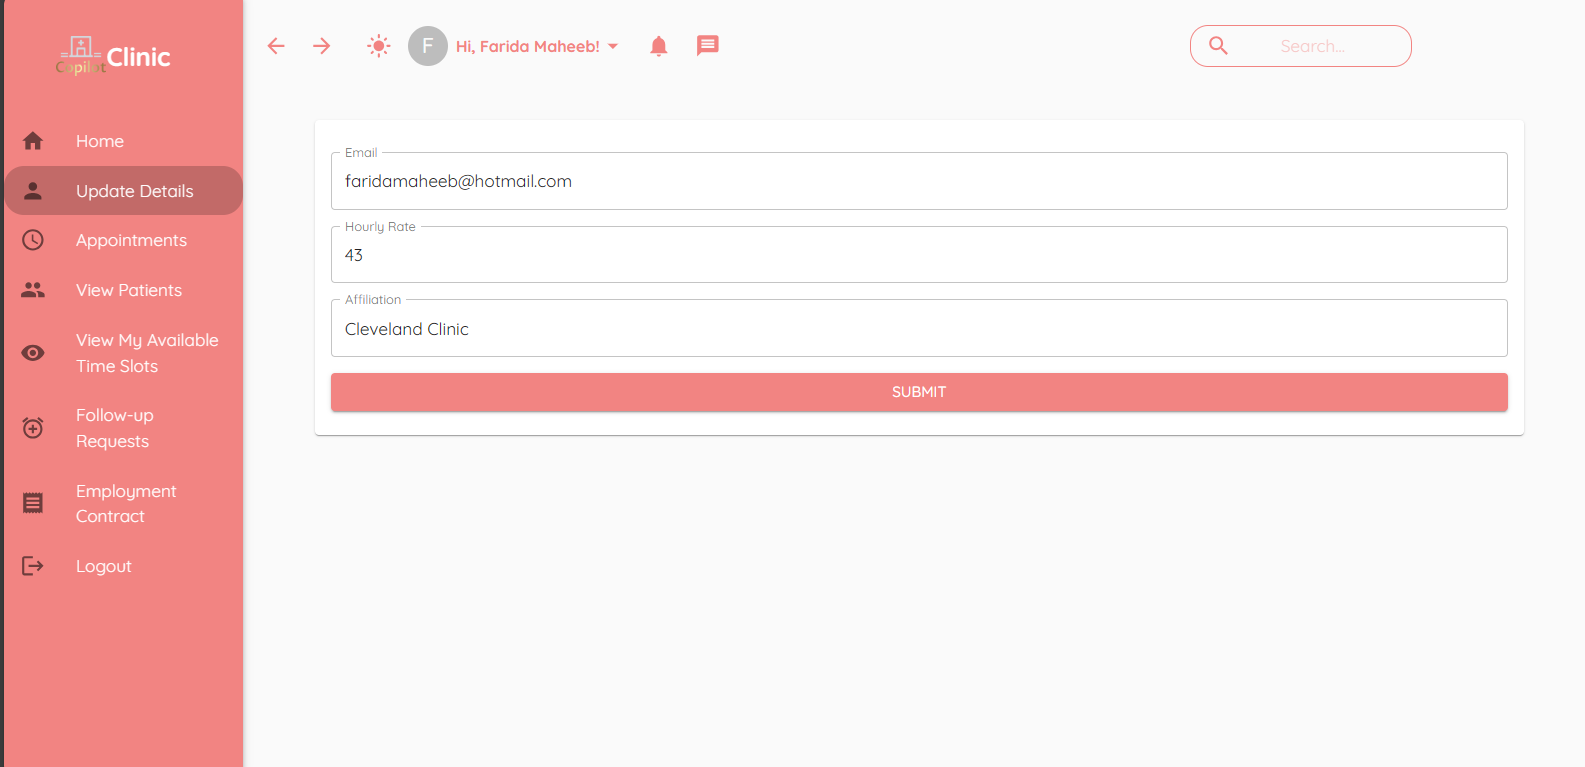 Copilot Clinic
Home
Update Details
Appointments
View Patients
View My Available
Time Slots
Follow-up
Requests
Employment
Contract
Logout
F
Hi, Farida Maheeb!
Search...
Email
faridamaheeb@hotmail.com
Hourly Rate
43
Affiliation
Cleveland Clinic
SUBMIT